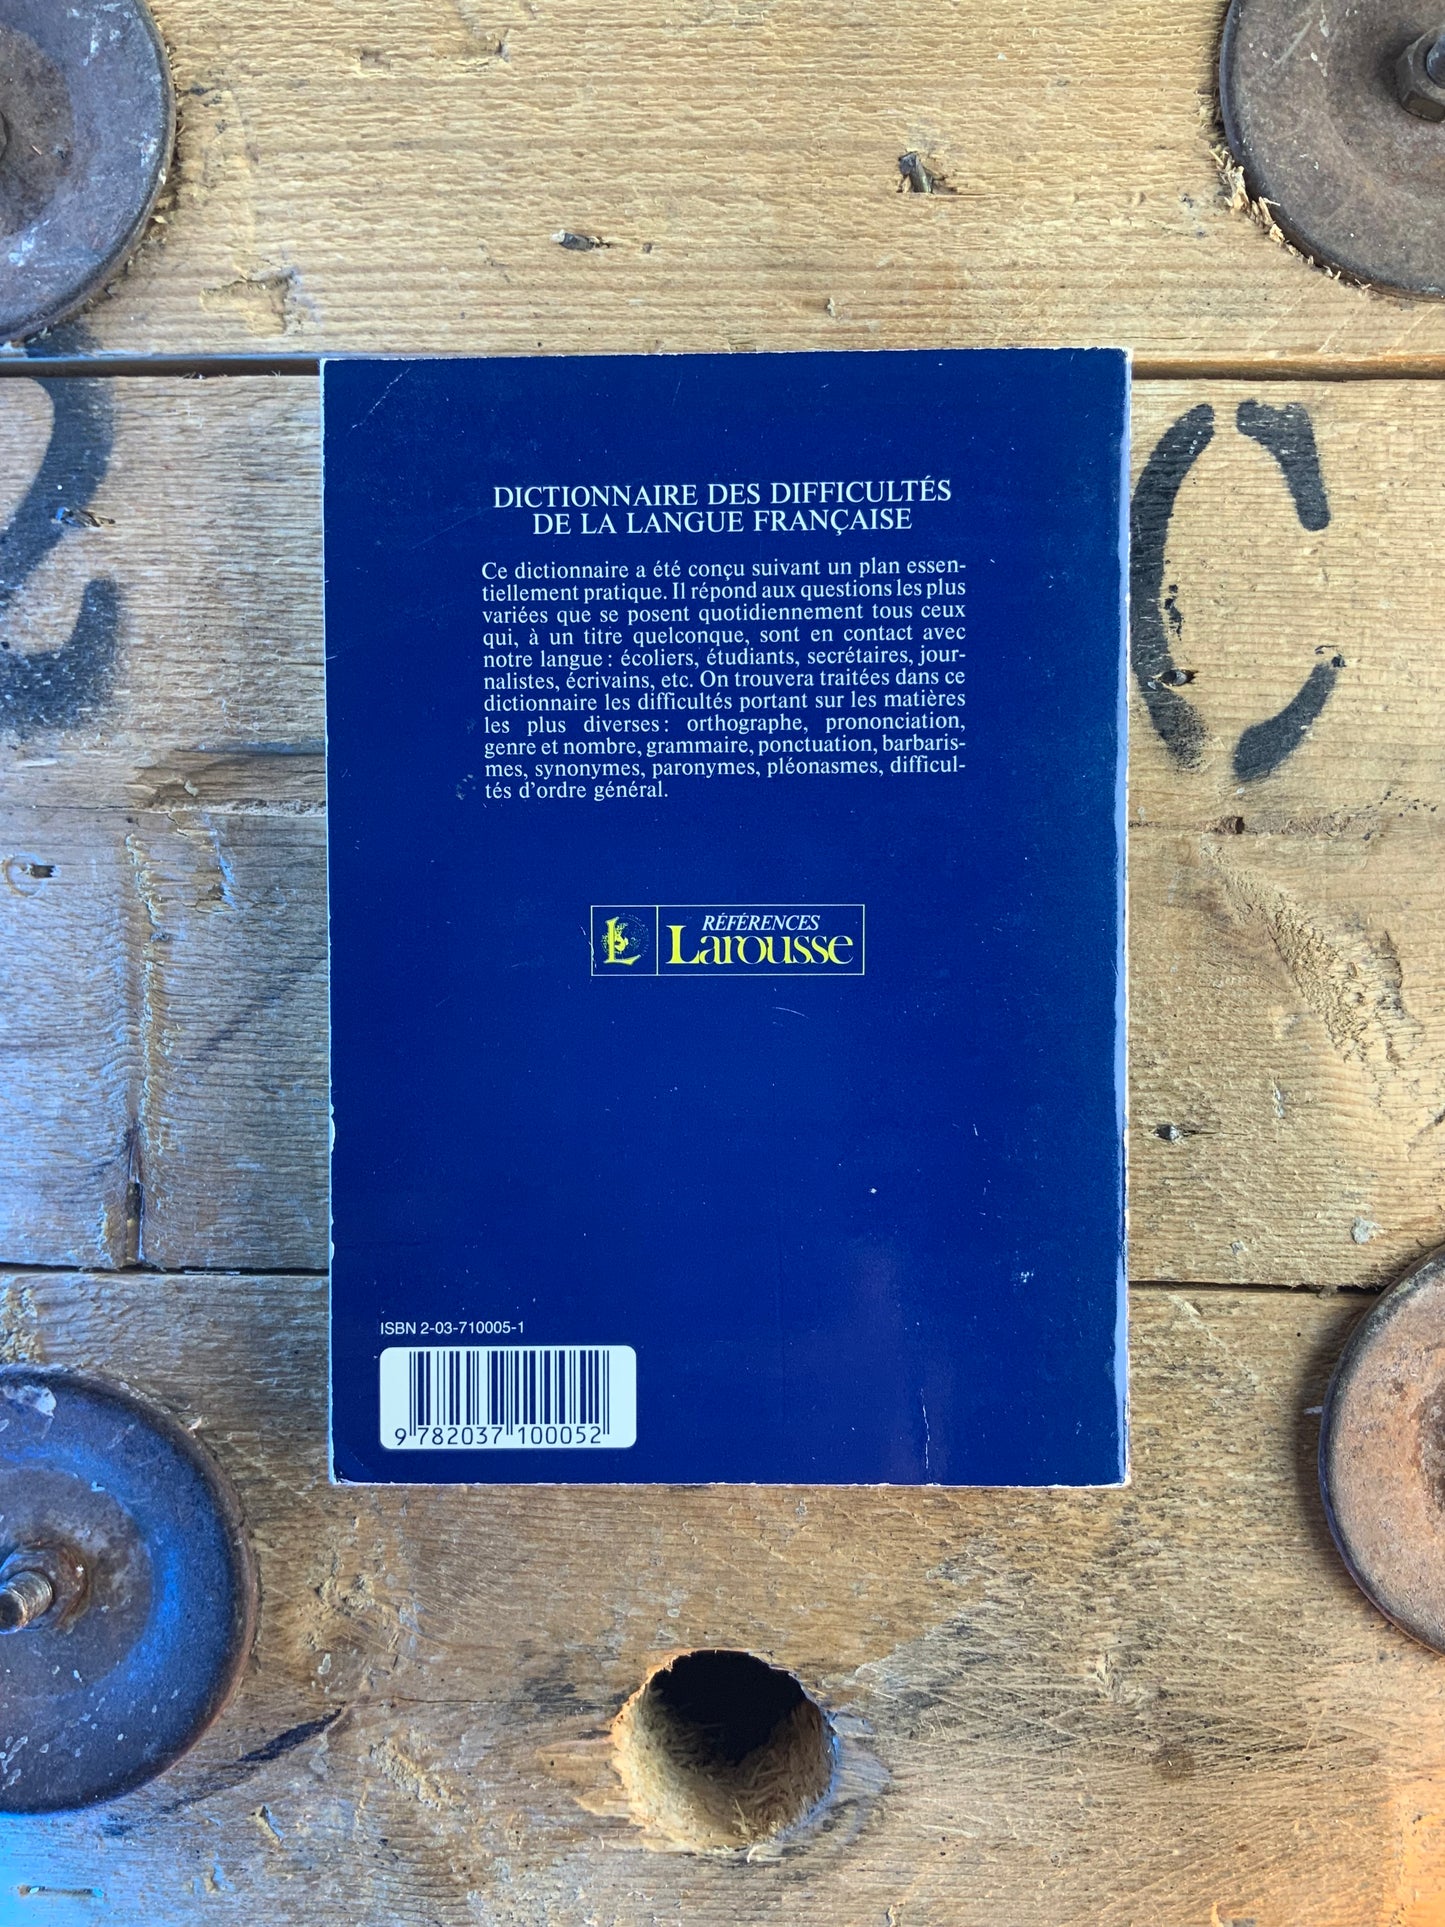 DICTIONNAIRE DES DIFFICULTÉS
DE LA LANGUE FRANÇAISE
Ce dictionnaire a été conçu suivant un plan essen-
tiellement pratique. Il répond aux questions les plus
variées que se posent quotidiennement tous ceux
qui, à un titre quelconque, sont en contact avec
notre langue : écoliers, étudiants, secrétaires, jour-
nalistes, écrivains, etc. On trouvera traitées dans ce
dictionnaire les difficultés portant sur les matières
les plus diverses : orthographe, prononciation,
genre et nombre, grammaire, ponctuation, barbaris-
mes, synonymes, paronymes, pléonasmes, difficul-
tés d'ordre général.
L
RÉFÉRENCES
Larousse
ISBN 2-03-710005-1
9 782037 100052
C